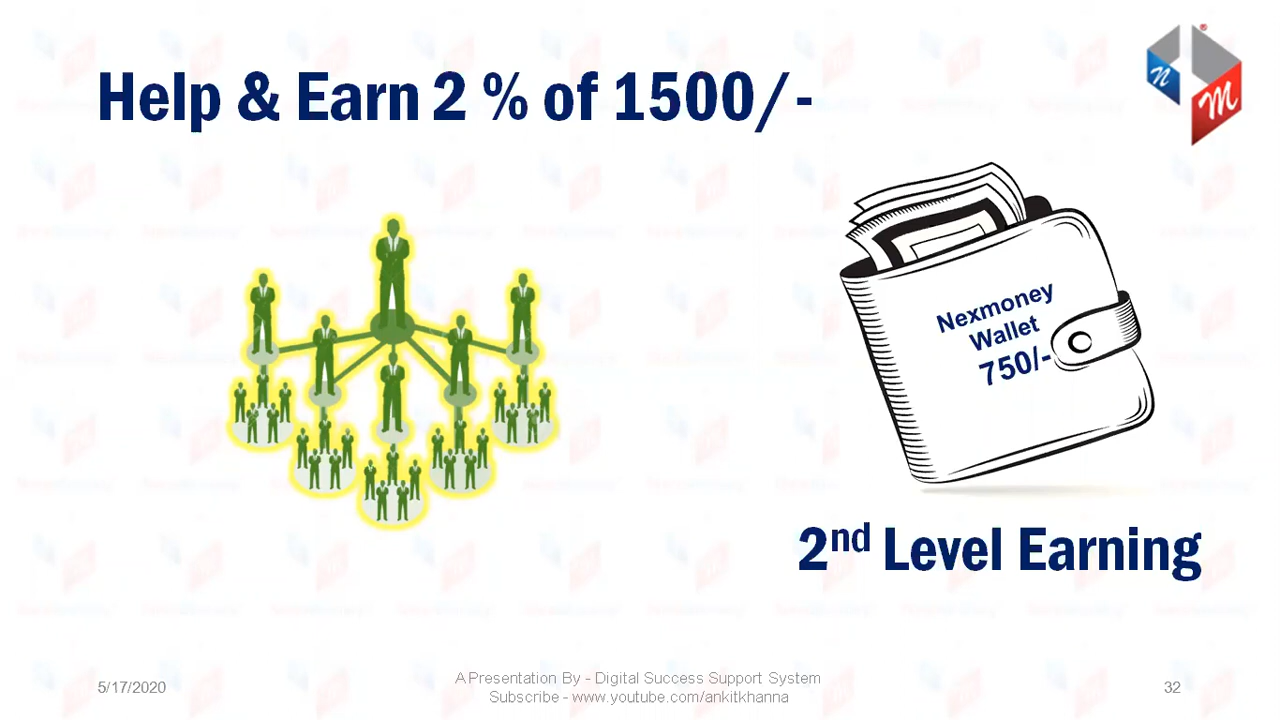 Help & Earn 2 % of 1500/-
n
M
®
Nexmoney
Wallet
750/-
2nd Level Earning
5/17/2020
A Presentation By - Digital Success Support System
Subscribe - www.youtube.com/ankitkhanna
32